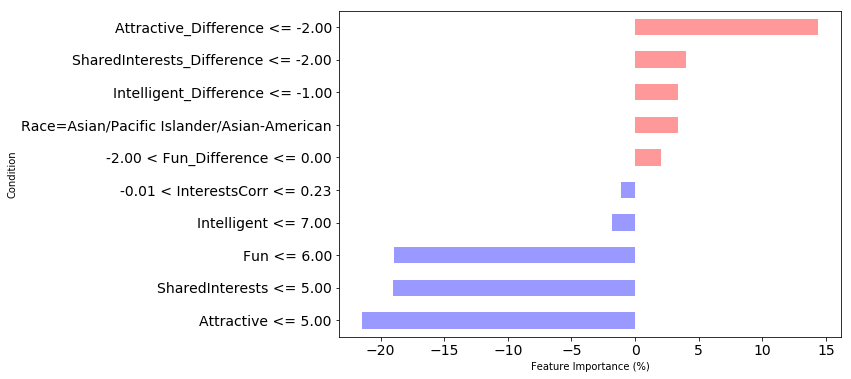 Attractive_Difference <= -2.00
SharedInterests_Difference <= -2.00
Intelligent_Difference <= -1.00
Race=Asian/Pacific Islander/Asian-American
-2.00 < Fun_Difference <= 0.00
-0.01 < InterestsCorr <= 0.23
Intelligent <= 7.00
Fun <= 6.00
SharedInterests <= 5.00
Attractive <= 5.00
Condition
−20 −15 −10 −5 0 5 10 15
Feature Importance (%)